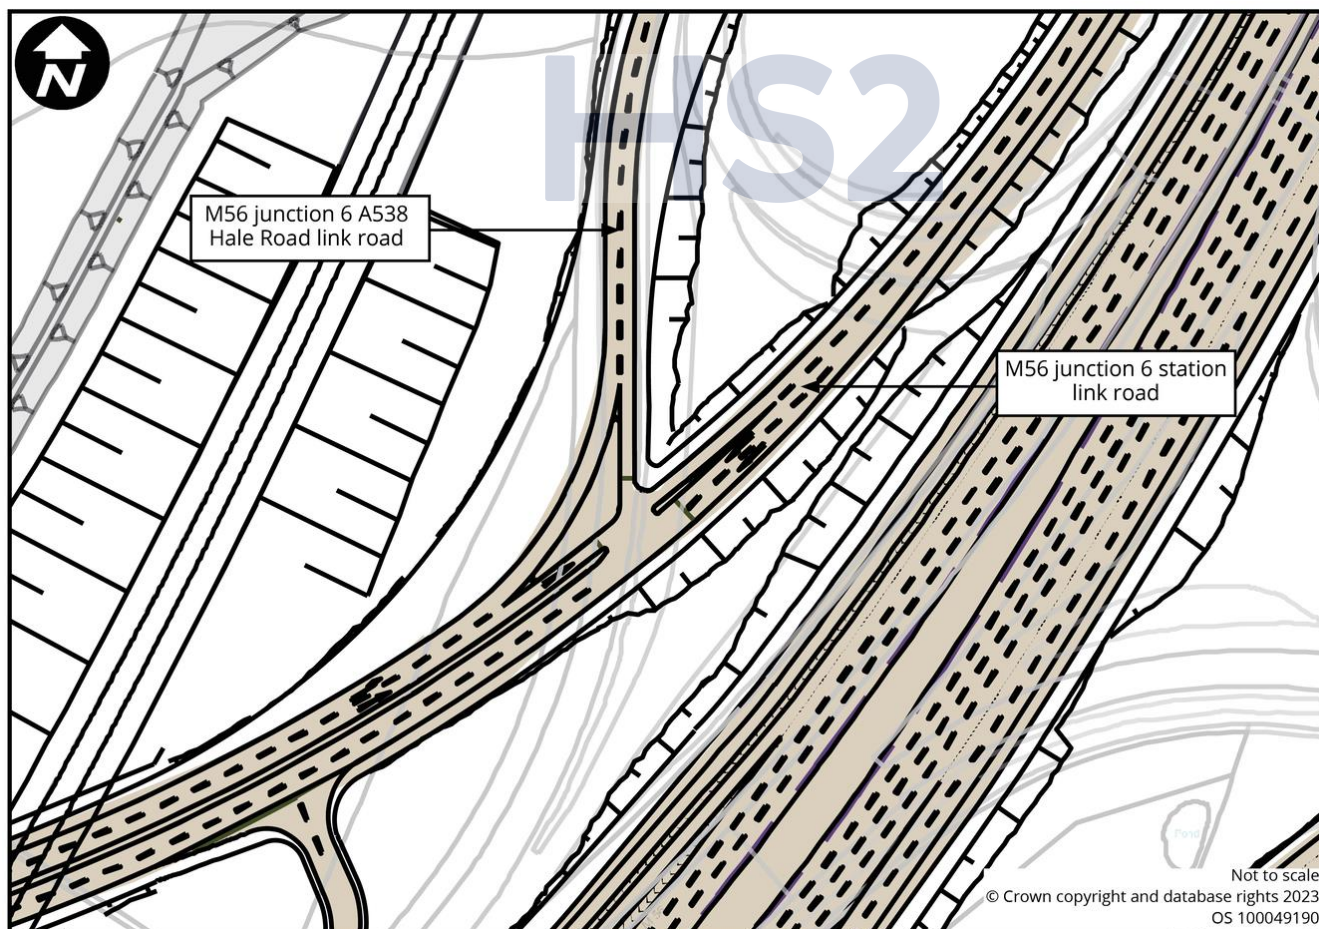 N
HS2
M56 junction 6 A538
Hale Road link road
M56 junction 6 station
link road
Pond
Not to scale
© Crown copyright and database rights 2023
OS 100049190